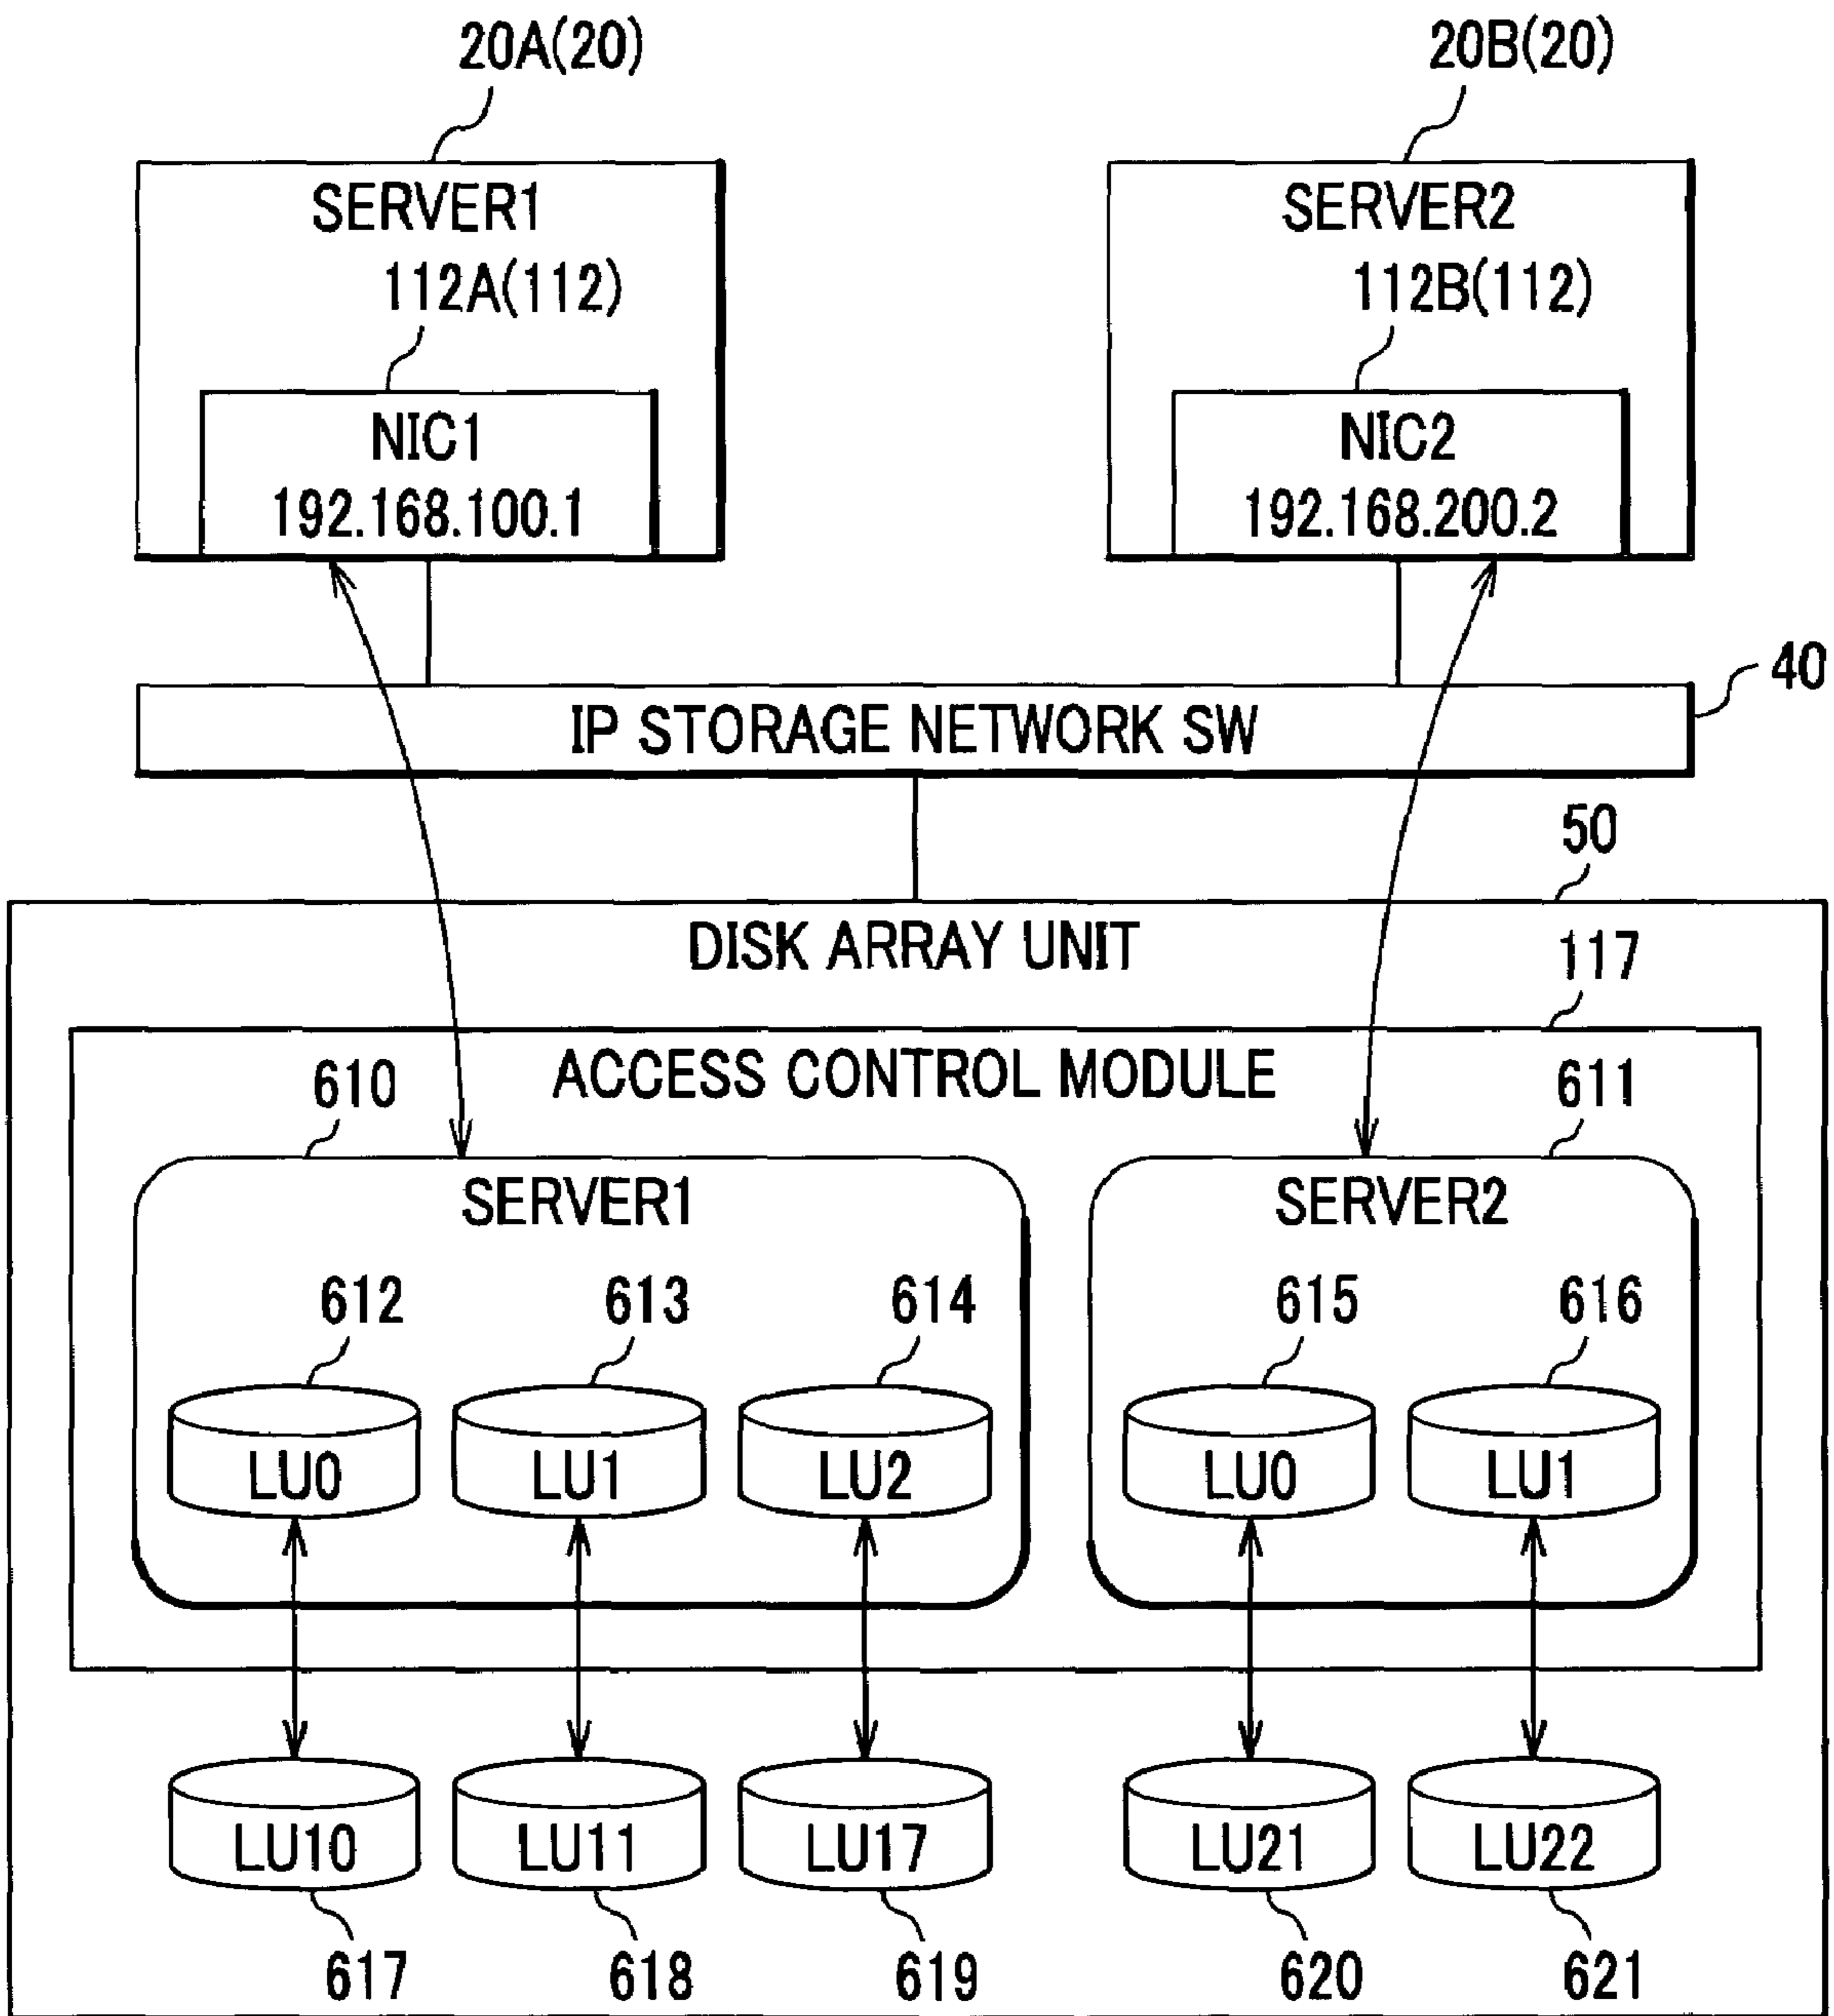 20A(20) 20B(20)
SERVER1 SERVER2
112A(112) 112B(112)
NIC1 NIC2
192.168.100.1 192.168.200.2
40
IP STORAGE NETWORK SW
50
DISK ARRAY UNIT
117
ACCESS CONTROL MODULE
610 611
SERVER1 SERVER2
612 613 614 615 616
LU0 LU1 LU2 LU0 LU1
LU10 LU11 LU17 LU21 LU22
617 618 619 620 621